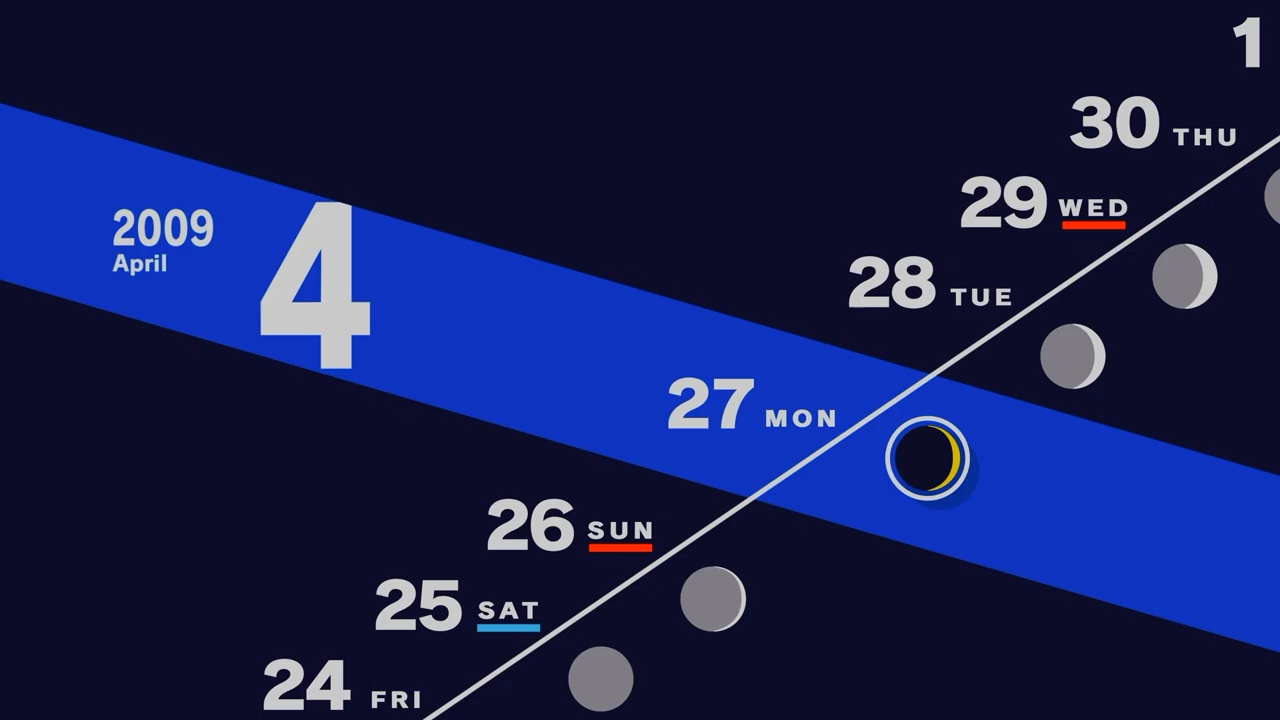 1
30 THU
29 WED
2009
April
4
28 TUE
27 MON
26 SUN
25 SAT
24 FRI